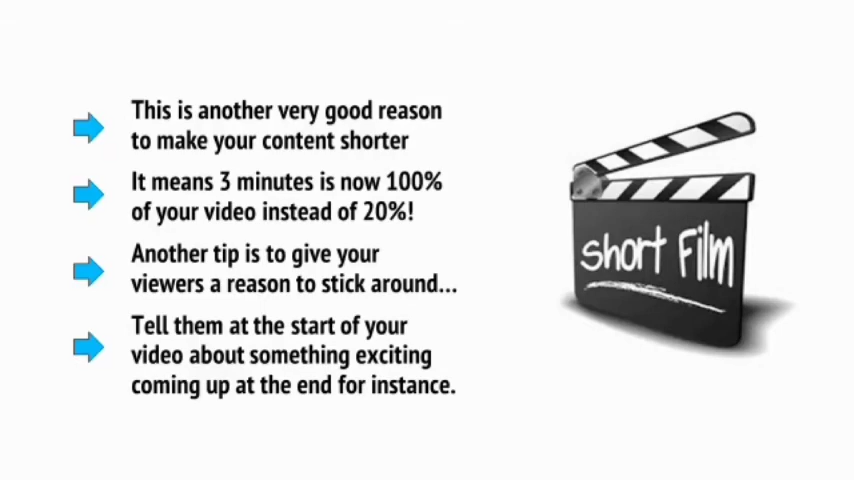 This is another very good reason
to make your content shorter
It means 3 minutes is now 100%
of your video instead of 20%!
Another tip is to give your
viewers a reason to stick around...
Tell them at the start of your
video about something exciting
coming up at the end for instance.
Short Film